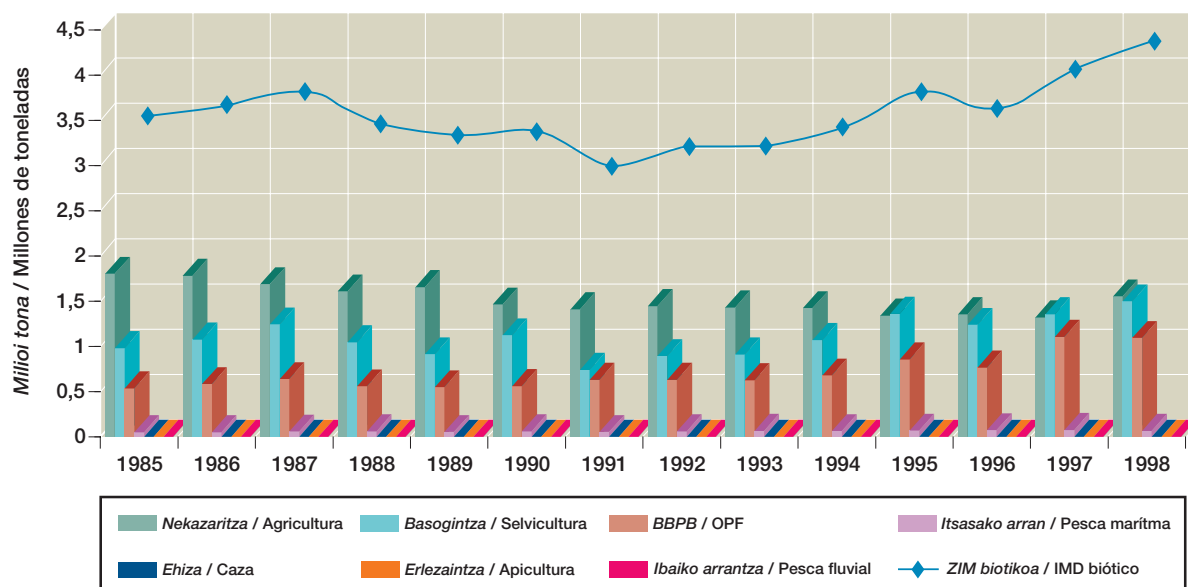 Milioi tonta / Millones de toneladas
4,5
4
3,5
3
2,5
2
1,5
1
0,5
0
1985 1986 1987 1988 1989 1990 1991 1992 1993 1994 1995 1996 1997 1998
Nekazaritza / Agricultura Basogintza / Selvicultura BBPB / OPF Itsasako arran / Pesca marítma
Ehiza / Caza Erlezaintza / Apicultura Ibaiko arrantza / Pesca fluvial ZIM biotikoa / IMD biótico